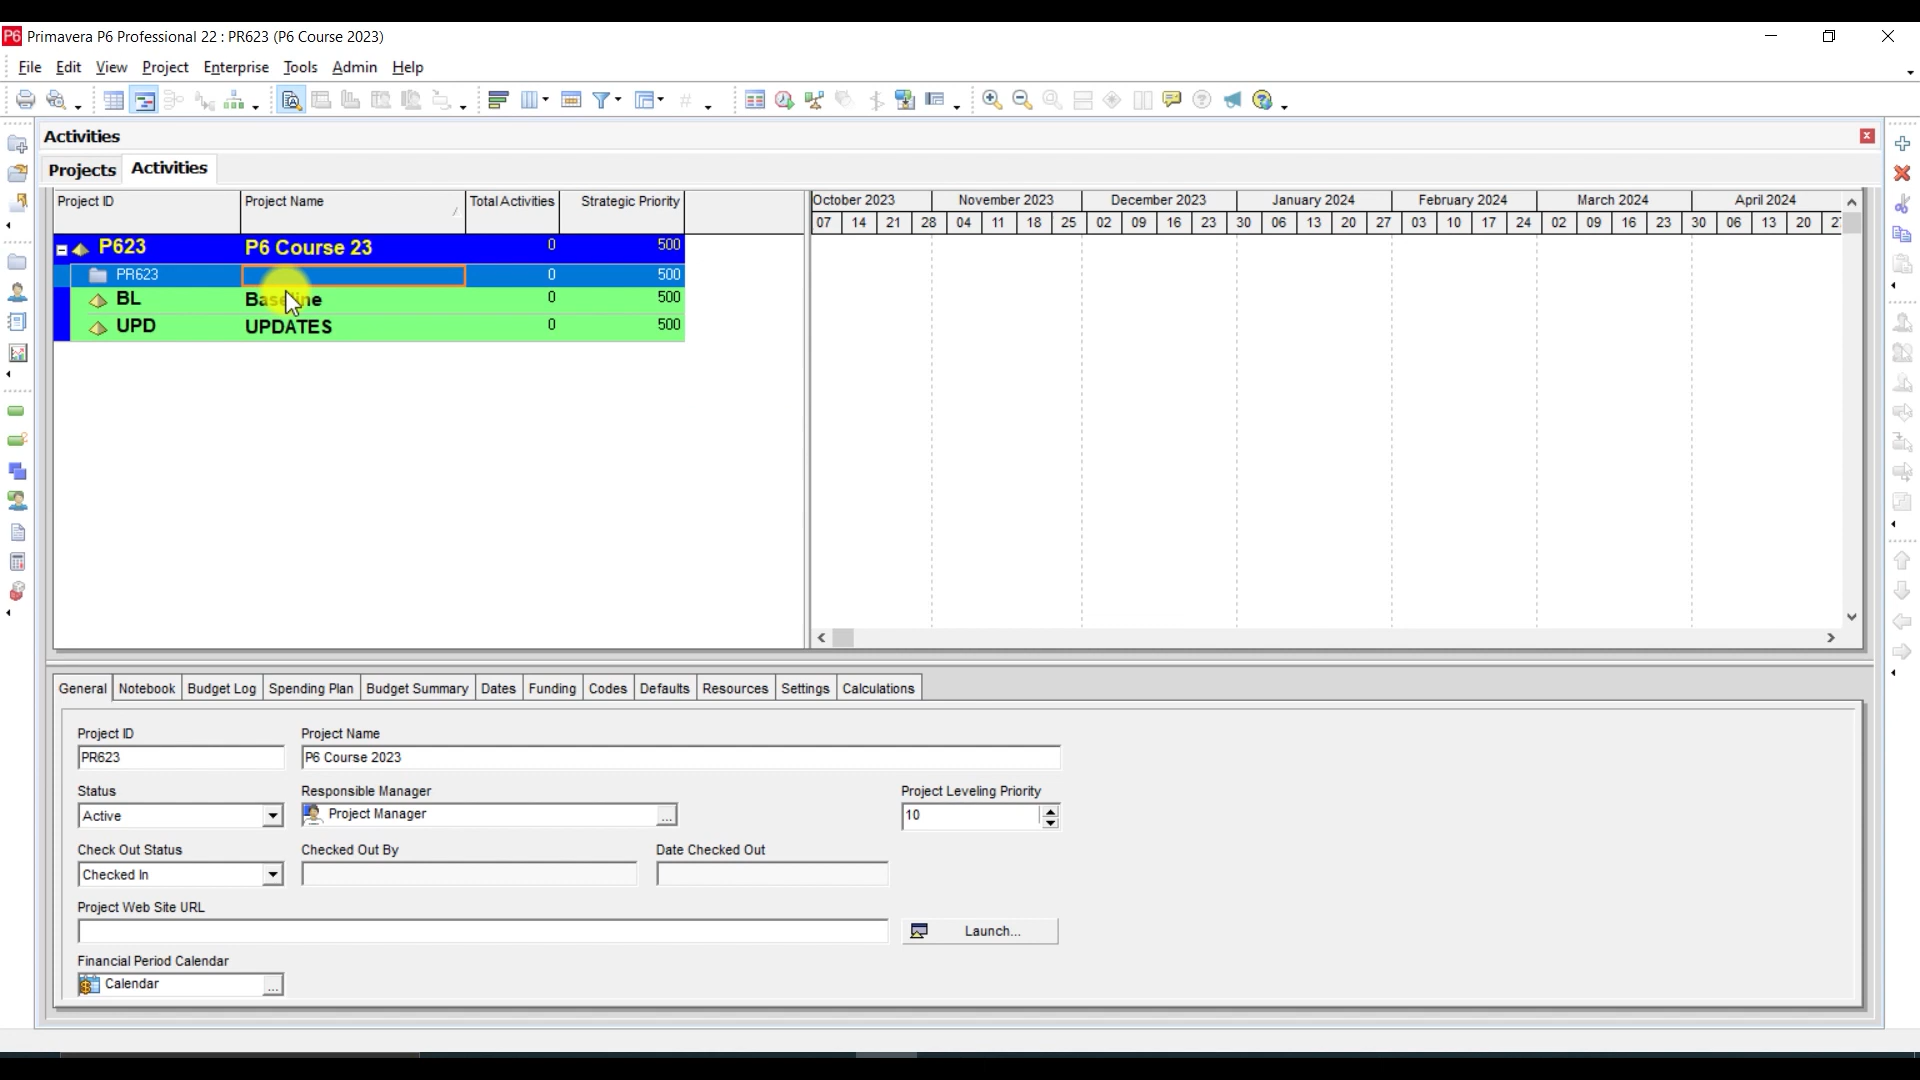 P6 Primavera P6 Professional 22 : PR623 (P6 Course 2023)
File Edit View Project Enterprise Tools Admin Help
Activities
Projects Activities
Project ID Project Name Total Activities Strategic Priority
October 2023 November 2023 December 2023 January 2024 February 2024 March 2024 April 2024
07 14 21 28 04 11 18 25 02 09 16 23 30 06 13 20 27 03 10 17 24 02 09 16 23 30 06 13 20
P623 P6 Course 23 0 500
PR623 0 500
BL Baseline 0 500
UPD UPDATES 0 500
General Notebook Budget Log Spending Plan Budget Summary Dates Funding Codes Defaults Resources Settings Calculations
Project ID Project Name
PR623 P6 Course 2023
Status Responsible Manager Project Leveling Priority
Active Project Manager ... 10
Check Out Status Checked Out By Date Checked Out
Checked In
Project Web Site URL
Launch...
Financial Period Calendar
Calendar ...